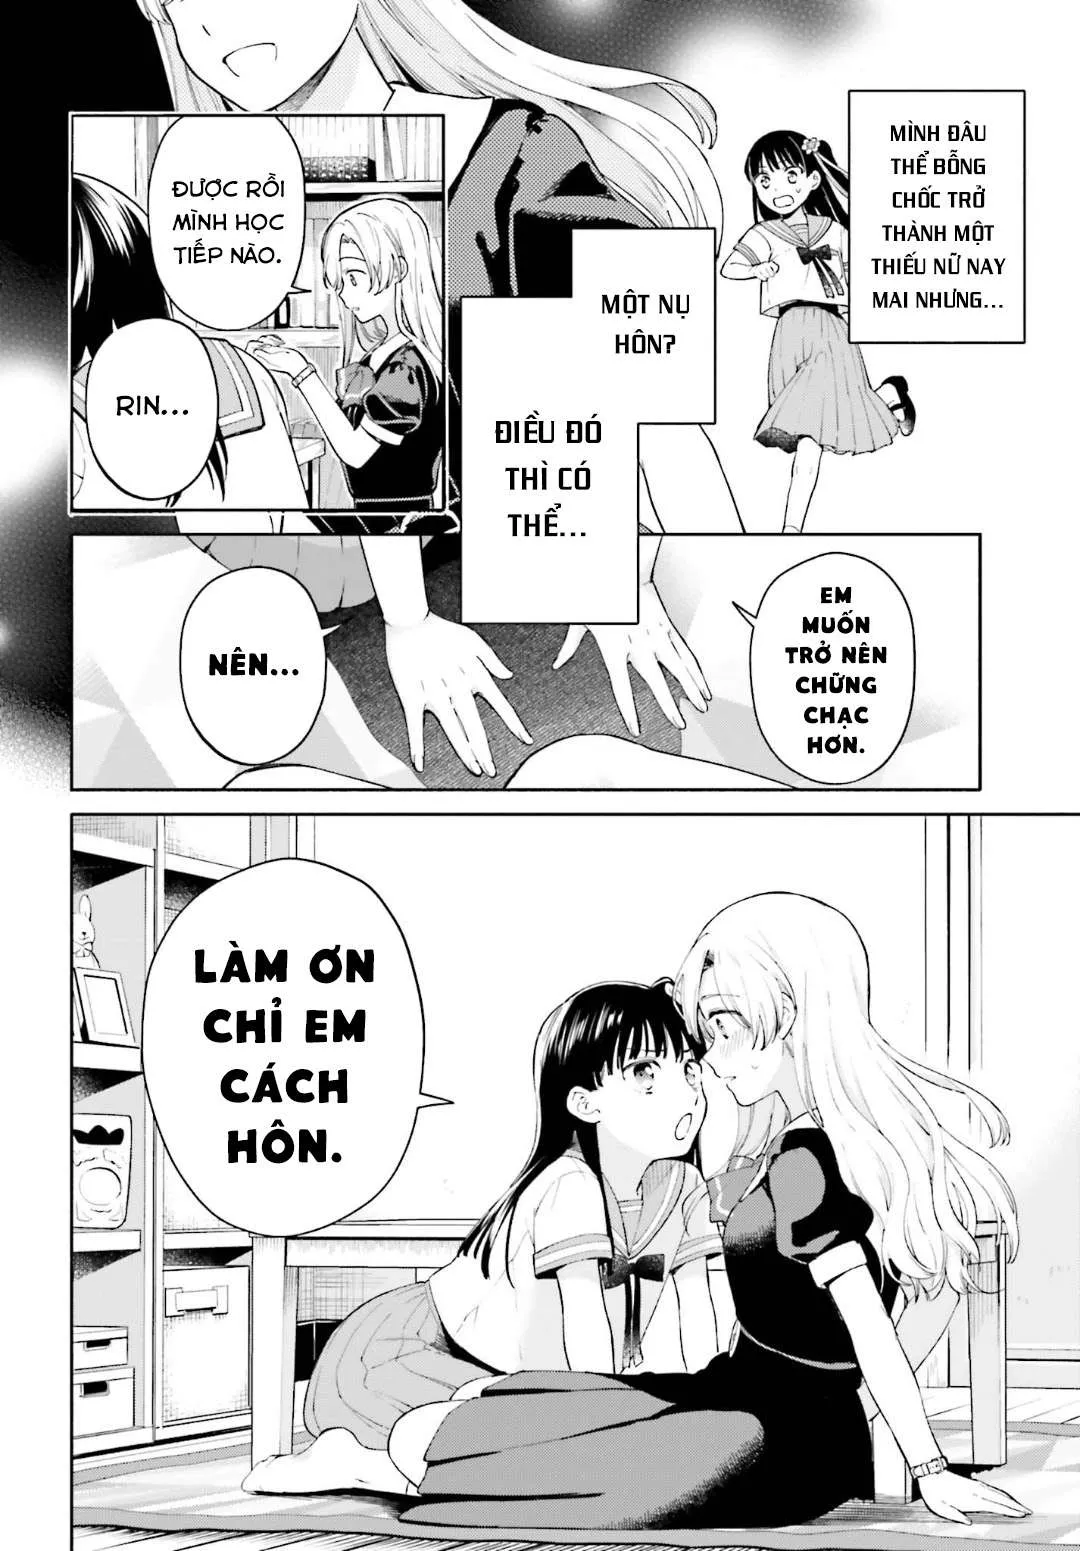 MÌNH ĐÂU
THỂ BỖNG
CHỐC TRỞ
THÀNH MỘT
THIẾU NỮ NAY
MAI NHƯNG...
MỘT NỤ
HÔN?
ĐIỀU ĐÓ
THÌ CÓ
THỂ...
ĐƯỢC RỒI
MÌNH HỌC
TIẾP NÀO.
RIN...
EM
MUỐN
TRỞ NÊN
CHỮNG
CHẠC
HƠN.
NÊN...
LÀM ƠN
CHỈ EM
CÁCH
HÔN.